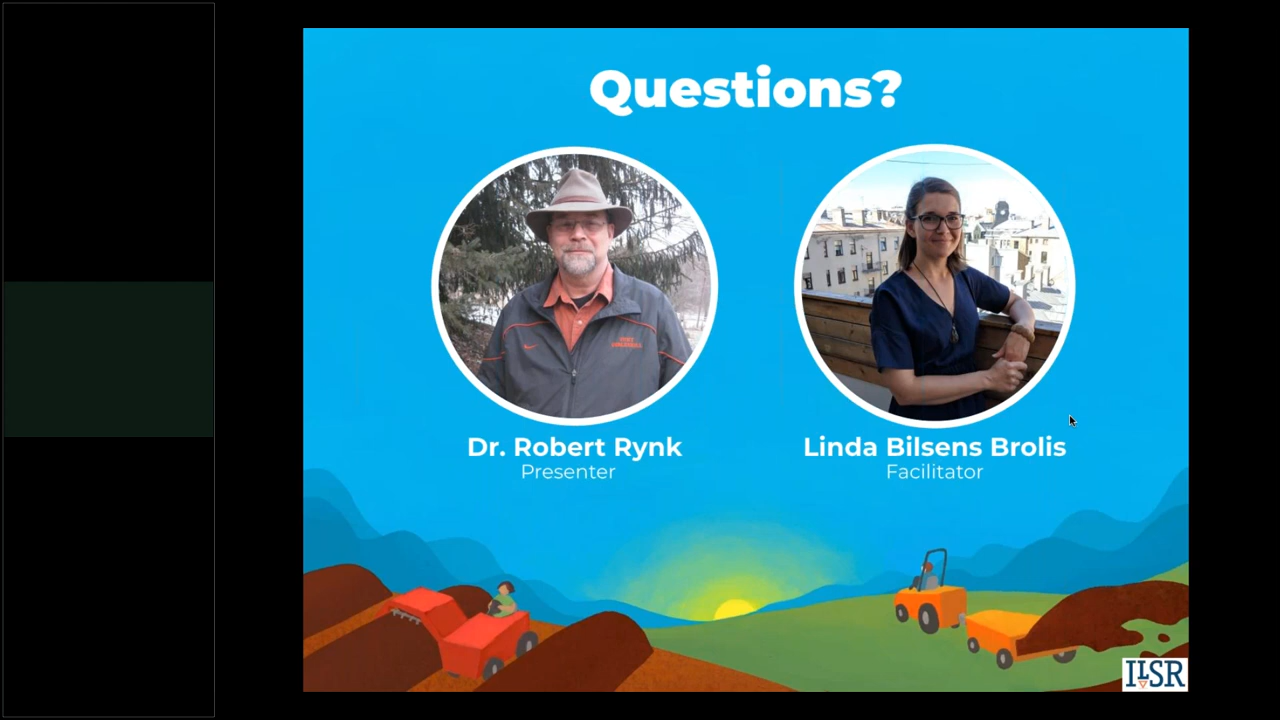 Questions?
Dr. Robert Rynk
Presenter
Linda Bilsens Brolis
Facilitator
ILSR